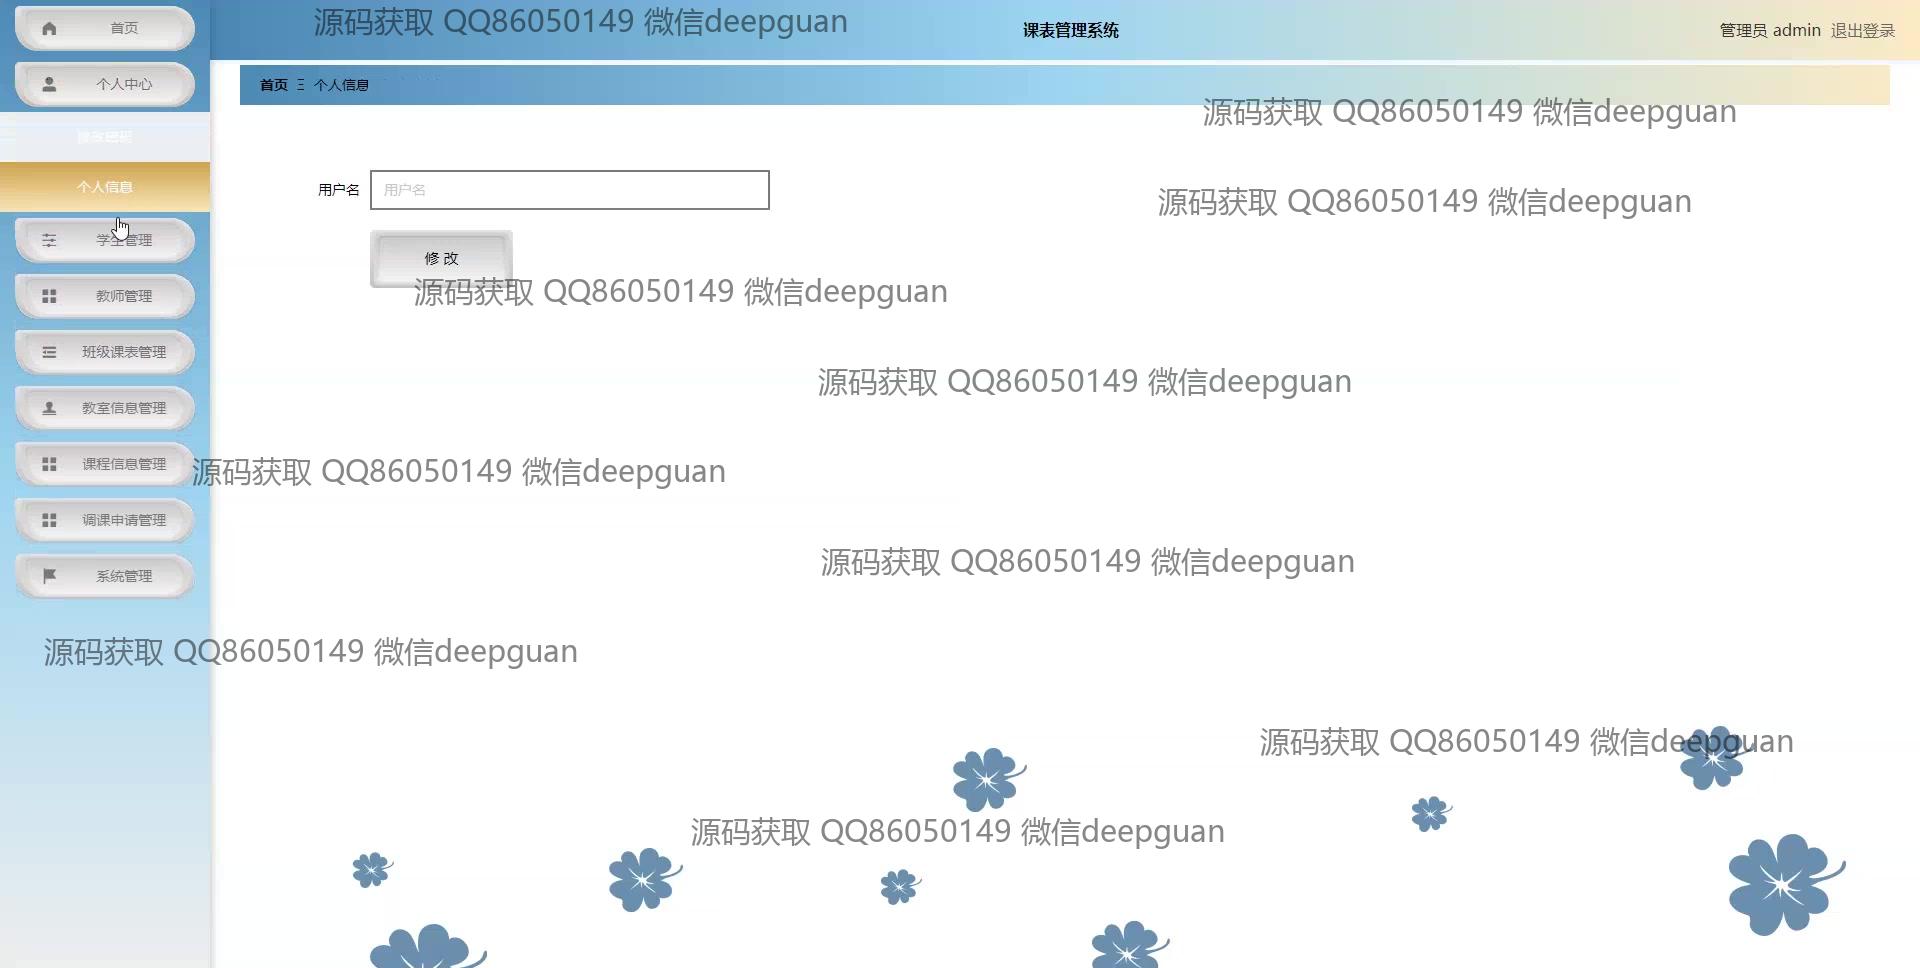 首页
源码获取 QQ86050149 微信deepguan
课表管理系统
管理员 admin 退出登录
个人中心
首页 Ξ 个人信息
源码获取 QQ86050149 微信deepguan
修改密码
个人信息
用户名 用户名
源码获取 QQ86050149 微信deepguan
学生管理
修 改
教师管理
源码获取 QQ86050149 微信deepguan
班级课表管理
源码获取 QQ86050149 微信deepguan
教室信息管理
课程信息管理
源码获取 QQ86050149 微信deepguan
调课申请管理
源码获取 QQ86050149 微信deepguan
系统管理
源码获取 QQ86050149 微信deepguan
源码获取 QQ86050149 微信deepguan
源码获取 QQ86050149 微信deepguan